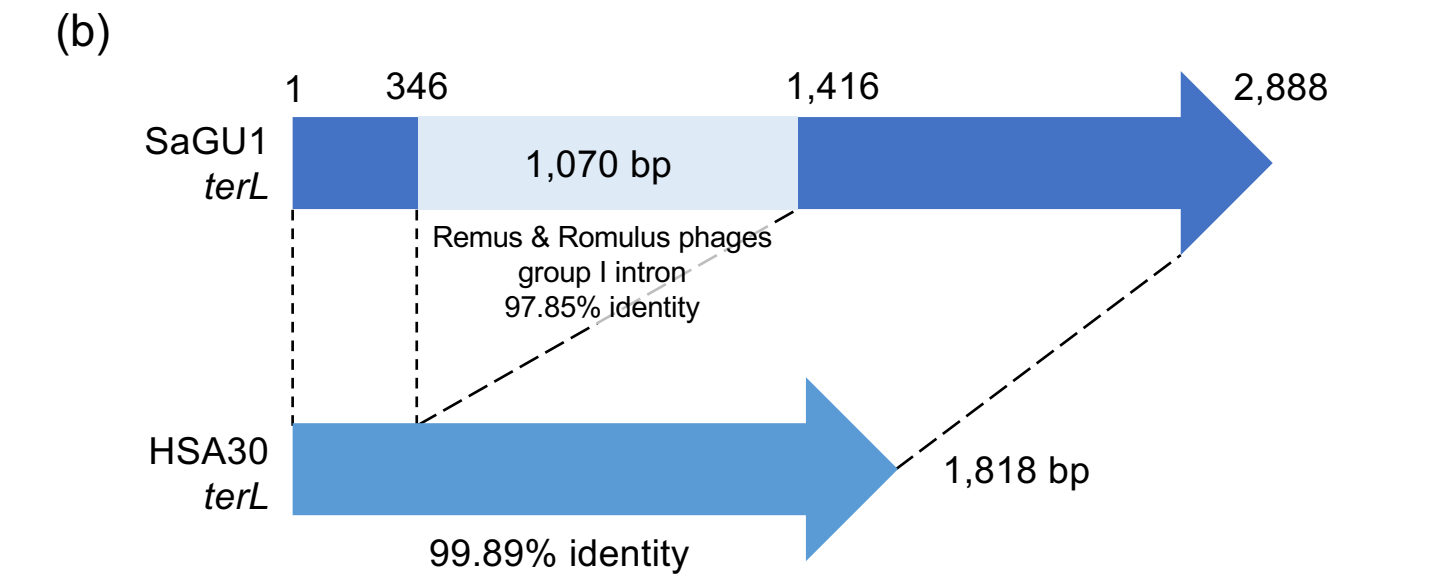 (b)
1 346 1,416 2,888
SaGU1
terL
1,070 bp
Remus & Romulus phages
group I intron
97.85% identity
HSA30
terL
1,818 bp
99.89% identity